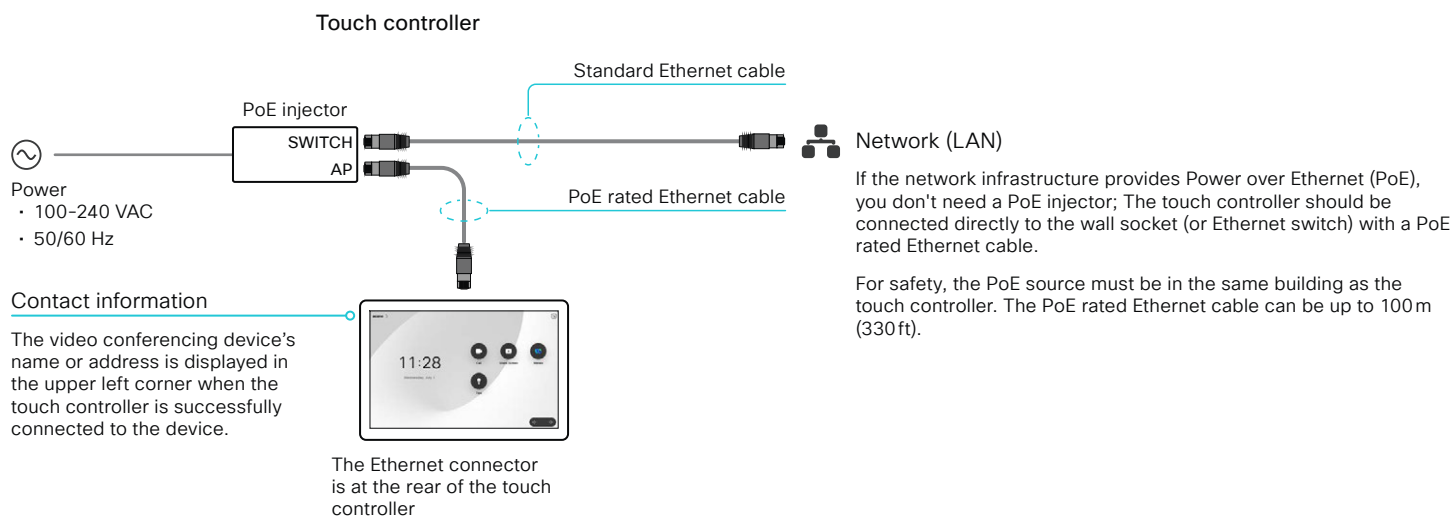 Touch controller
Standard Ethernet cable
PoE injector
SWITCH
AP
Network (LAN)
Power
• 100-240 VAC
• 50/60 Hz
PoE rated Ethernet cable
If the network infrastructure provides Power over Ethernet (PoE),
you don't need a PoE injector; The touch controller should be
connected directly to the wall socket (or Ethernet switch) with a PoE
rated Ethernet cable.
For safety, the PoE source must be in the same building as the
touch controller. The PoE rated Ethernet cable can be up to 100 m
(330 ft).
Contact information
The video conferencing device's
name or address is displayed in
the upper left corner when the
touch controller is successfully
connected to the device.
11:28
The Ethernet connector
is at the rear of the touch
controller